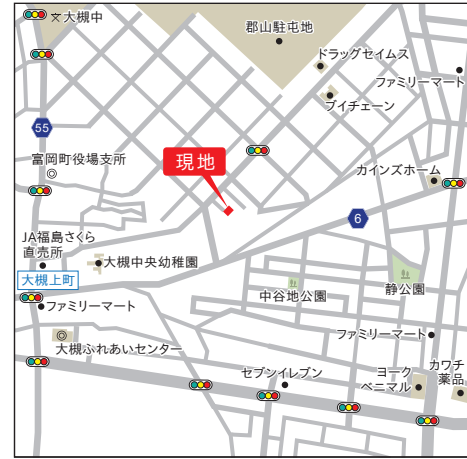 文大槻中
郡山駐屯地
ドラッグセイムス
ファミリーマート
ブイチェーン
55
富岡町役場支所
現地
カインズホーム
6
JA福島さくら
直売所
大槻中央幼稚園
大槻上町
中谷地公園
静公園
ファミリーマート
ファミリーマート
大槻ふれあいセンター
セブンイレブン
ヨーク
ベニマル
カワチ
薬品